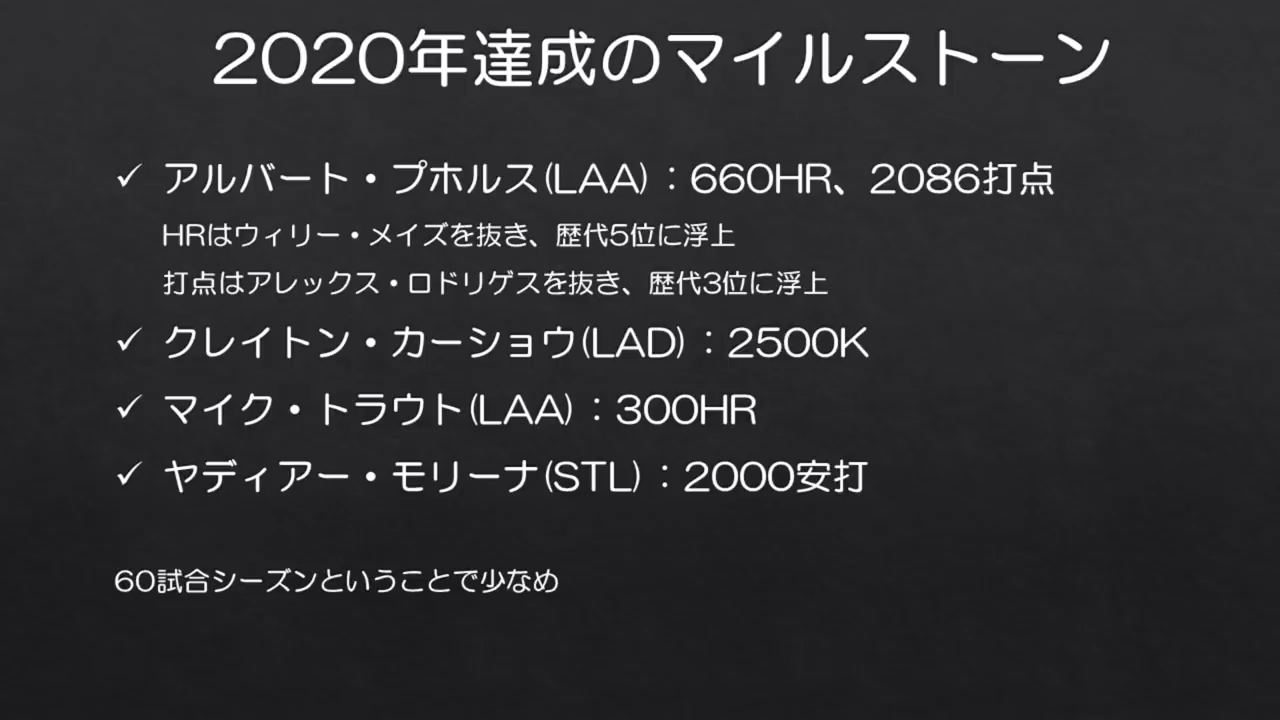 2020年達成のマイルストーン
✓ アルバート・プホルス(LAA)：660HR、2086打点
HRはウィリー・メイズを抜き、歴代5位に浮上
打点はアレックス・ロドリゲスを抜き、歴代3位に浮上
✓ クレイトン・カーショウ(LAD)：2500K
✓ マイク・トラウト(LAA)：300HR
✓ ヤディアー・モリーナ(STL)：2000安打
60試合シーズンということで少なめ